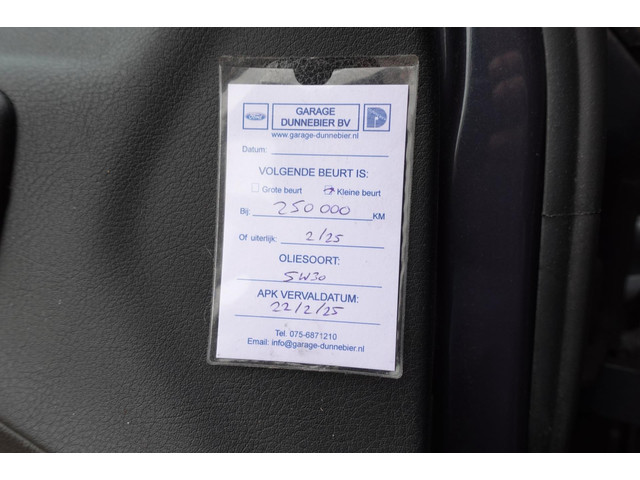 Ford
GARAGE
DUNNEBIER BV
www.garage-dunnebier.nl
Datum:
VOLGENDE BEURT IS:
Grote beurt Kleine beurt
Bij: 250 000 KM
Of uiterlijk: 2/25
OLIESOORT:
5W30
APK VERVALDATUM:
22/2/25
Tel. 075-6871210
Email: info@garage-dunnebier.nl